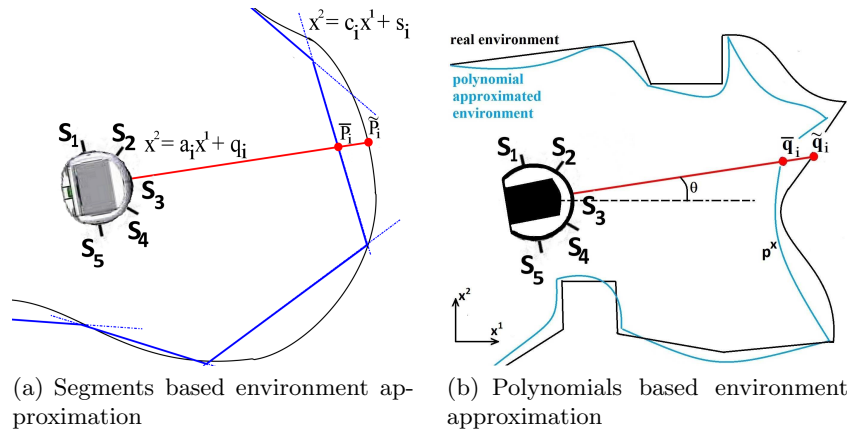 x² = cᵢx¹ + sᵢ
S₁
S₂
x² = aᵢx¹ + qᵢ
p̅ᵢ
p̃ᵢ
S₃
S₄
S₅
(a) Segments based environment ap-
proximation
real environment
polynomial
approximated
environment
S₁
S₂
q̅ᵢ
q̃ᵢ
θ
S₃
S₄
S₅
pˣ
x²
x¹
(b) Polynomials based environment
approximation